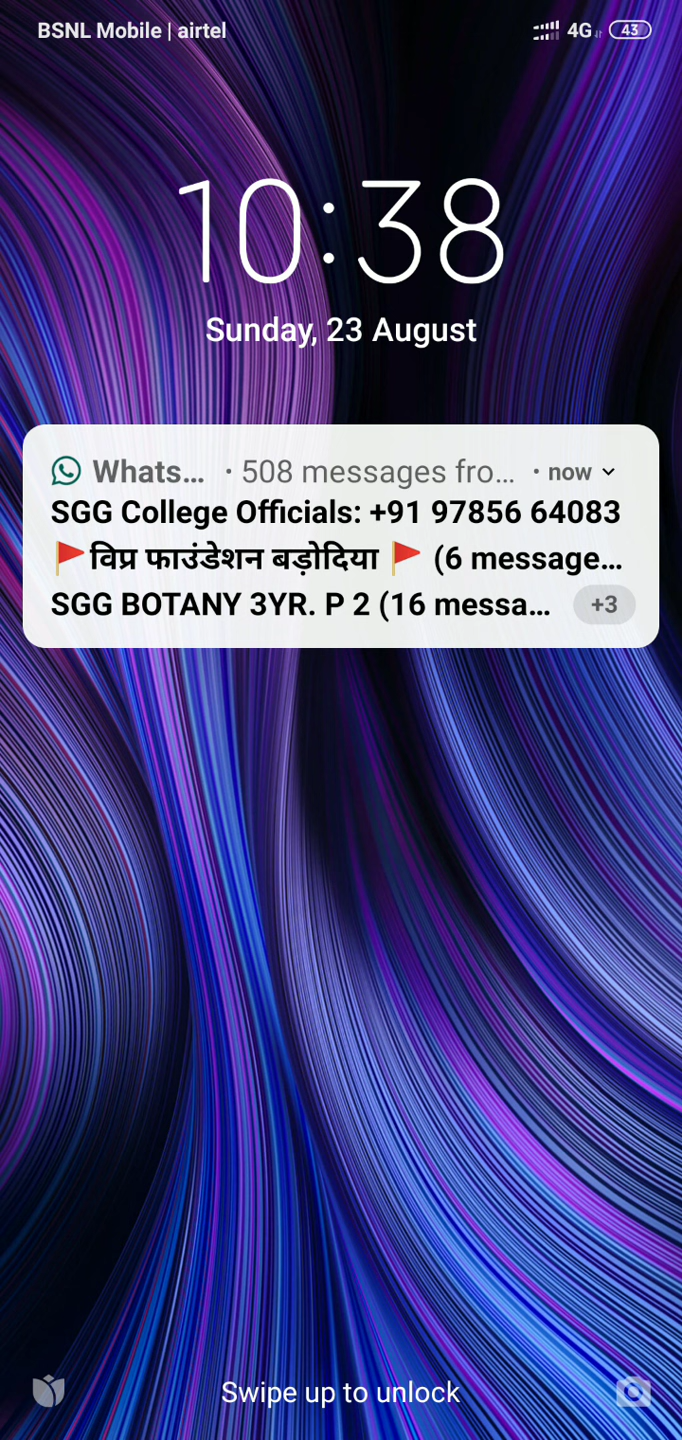 BSNL Mobile | airtel 4G 43
10:38
Sunday, 23 August
Whats... · 508 messages fro... · now
SGG College Officials: +91 97856 64083
🚩विप्र फाउंडेशन बड़ोदिया 🚩 (6 message...
SGG BOTANY 3YR. P 2 (16 messa... +3
Swipe up to unlock